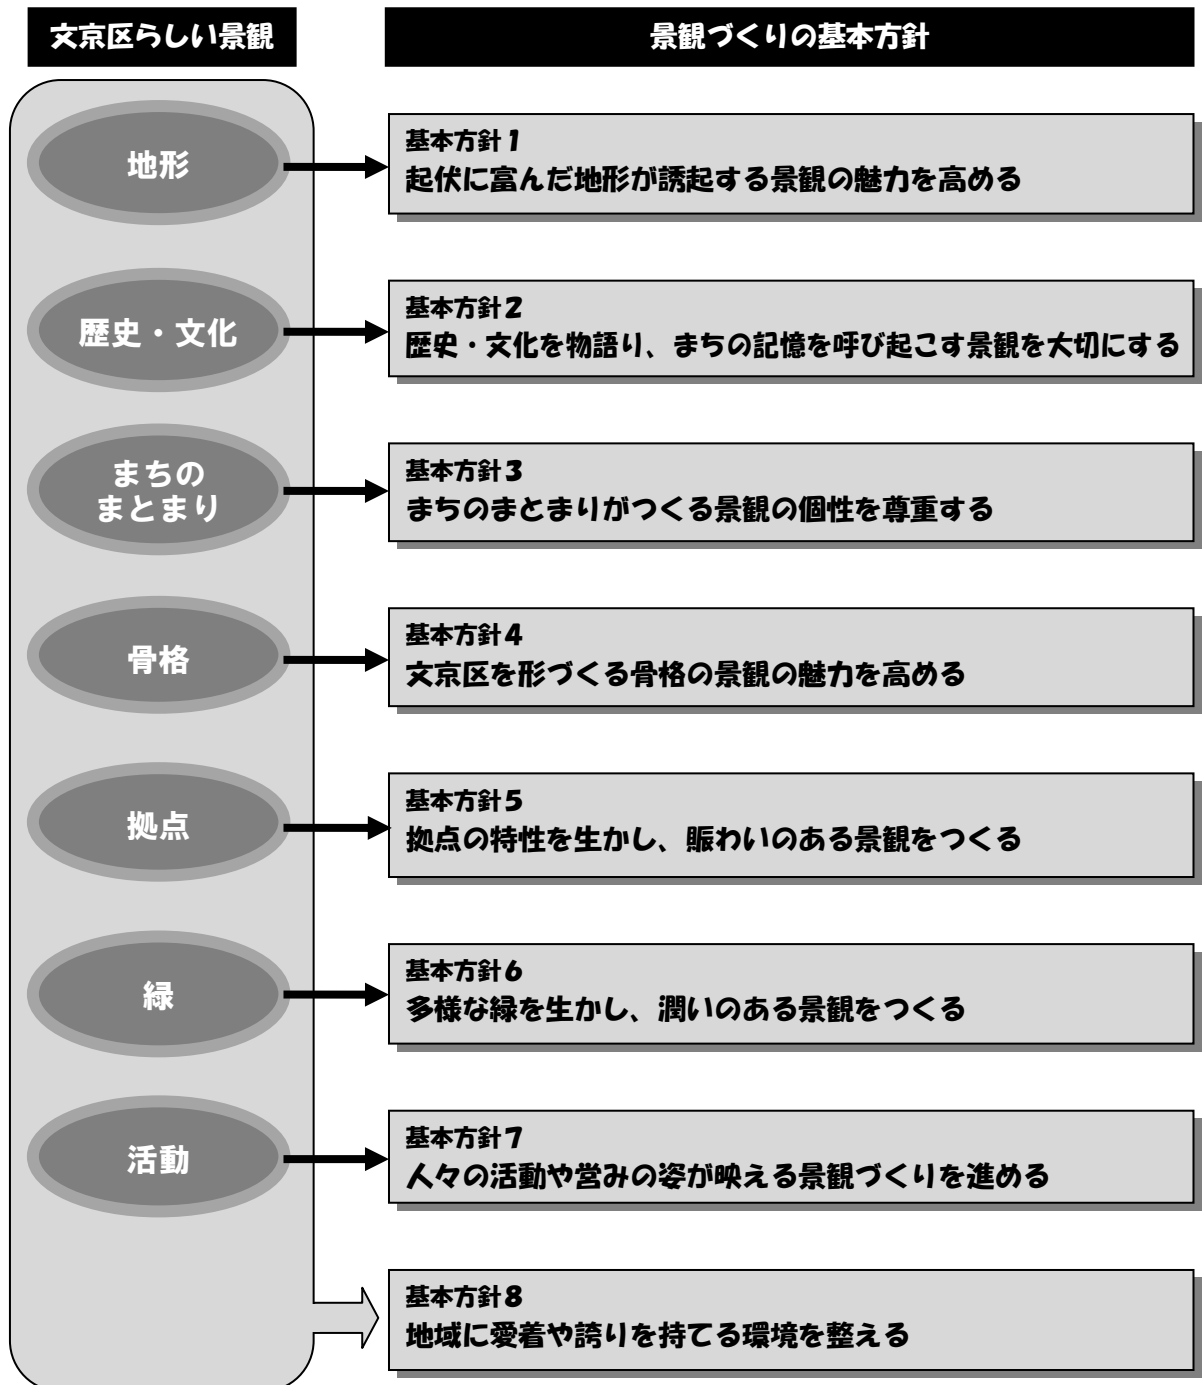 文京区らしい景観
景観づくりの基本方針
地形
基本方針1
起伏に富んだ地形が誘起する景観の魅力を高める
歴史・文化
基本方針2
歴史・文化を物語り、まちの記憶を呼び起こす景観を大切にする
まちの
まとまり
基本方針3
まちのまとまりがつくる景観の個性を尊重する
骨格
基本方針4
文京区を形づくる骨格の景観の魅力を高める
拠点
基本方針5
拠点の特性を生かし、賑わいのある景観をつくる
緑
基本方針6
多様な緑を生かし、潤いのある景観をつくる
活動
基本方針7
人々の活動や営みの姿が映える景観づくりを進める
基本方針8
地域に愛着や誇りを持てる環境を整える